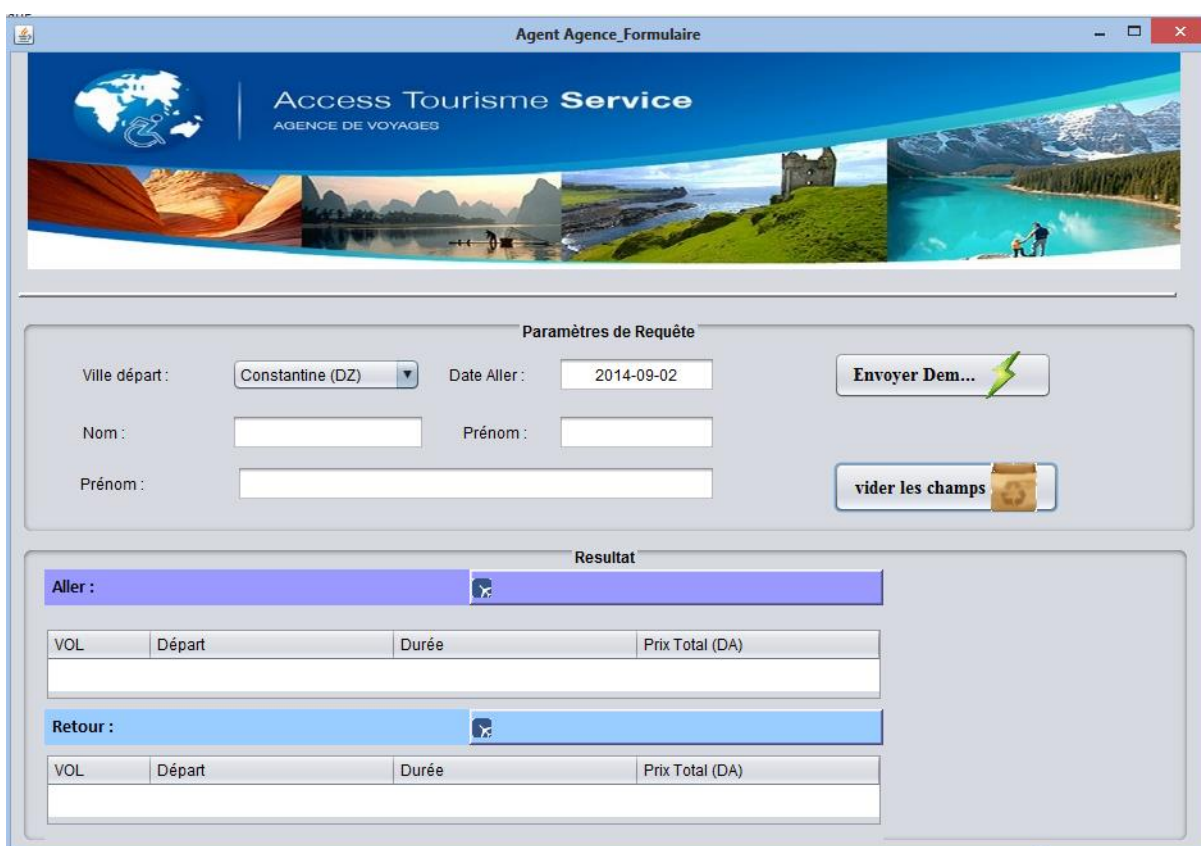 Agent Agence_Formulaire
Access Tourisme Service
AGENCE DE VOYAGES
Paramètres de Requête
Ville départ : Constantine (DZ) Date Aller : 2014-09-02 Envoyer Dem...
Nom : Prénom :
Prénom : vider les champs
Resultat
Aller :
VOL Départ Durée Prix Total (DA)
Retour :
VOL Départ Durée Prix Total (DA)